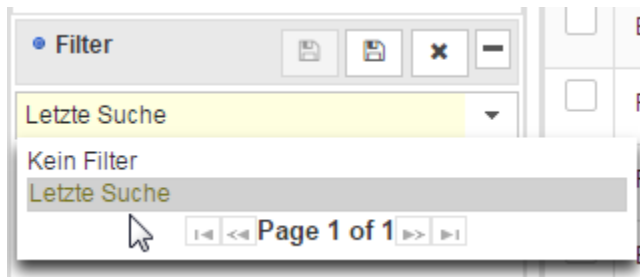 Filter
Letzte Suche
Kein Filter
Letzte Suche
Page 1 of 1